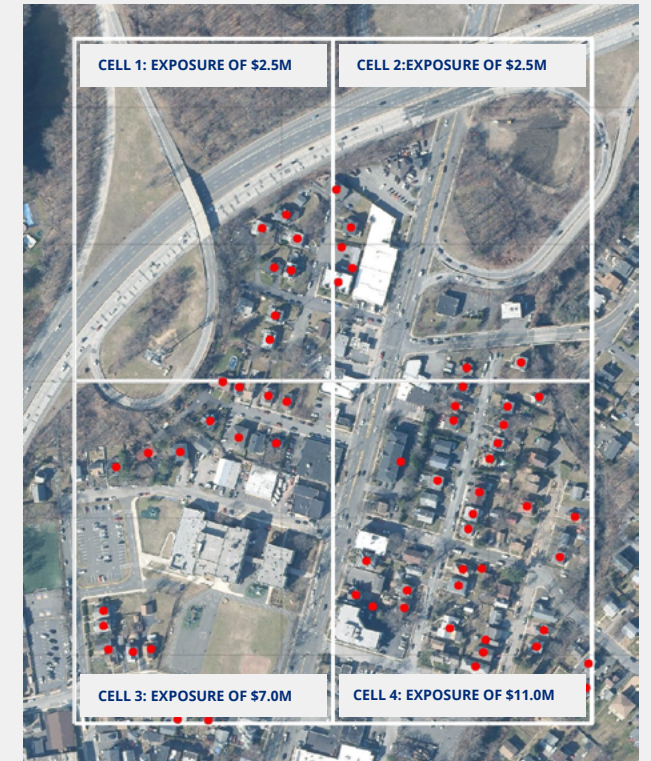 CELL 1: EXPOSURE OF $2.5M
CELL 2:EXPOSURE OF $2.5M
CELL 3: EXPOSURE OF $7.0M
CELL 4: EXPOSURE OF $11.0M